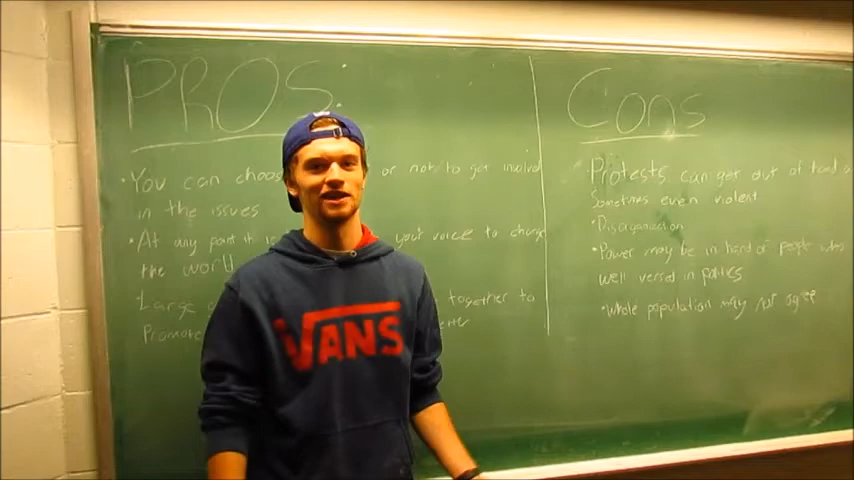 PROS
Cons
• You can choose or not to get involved
in the issues
• At any point it your voice to change
the world
Large together to
Promote
• Protests can get out of hand
Sometimes even violent
• Disorganization
• Power may be in hand of people who
well versed in politics
• Whole population may not agree
VANS